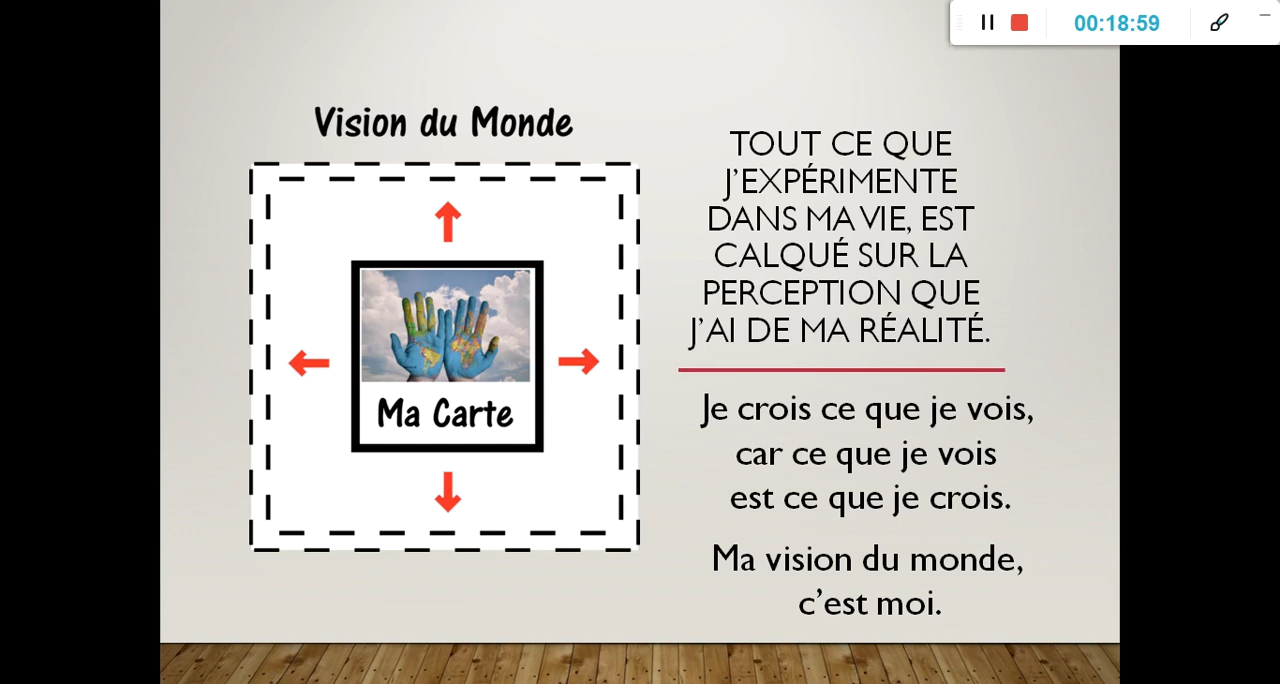 00:18:59
Vision du Monde
Ma Carte
TOUT CE QUE
J’EXPÉRIMENTE
DANS MA VIE, EST
CALQUÉ SUR LA
PERCEPTION QUE
J’AI DE MA RÉALITÉ.
Je crois ce que je vois,
car ce que je vois
est ce que je crois.
Ma vision du monde,
c’est moi.